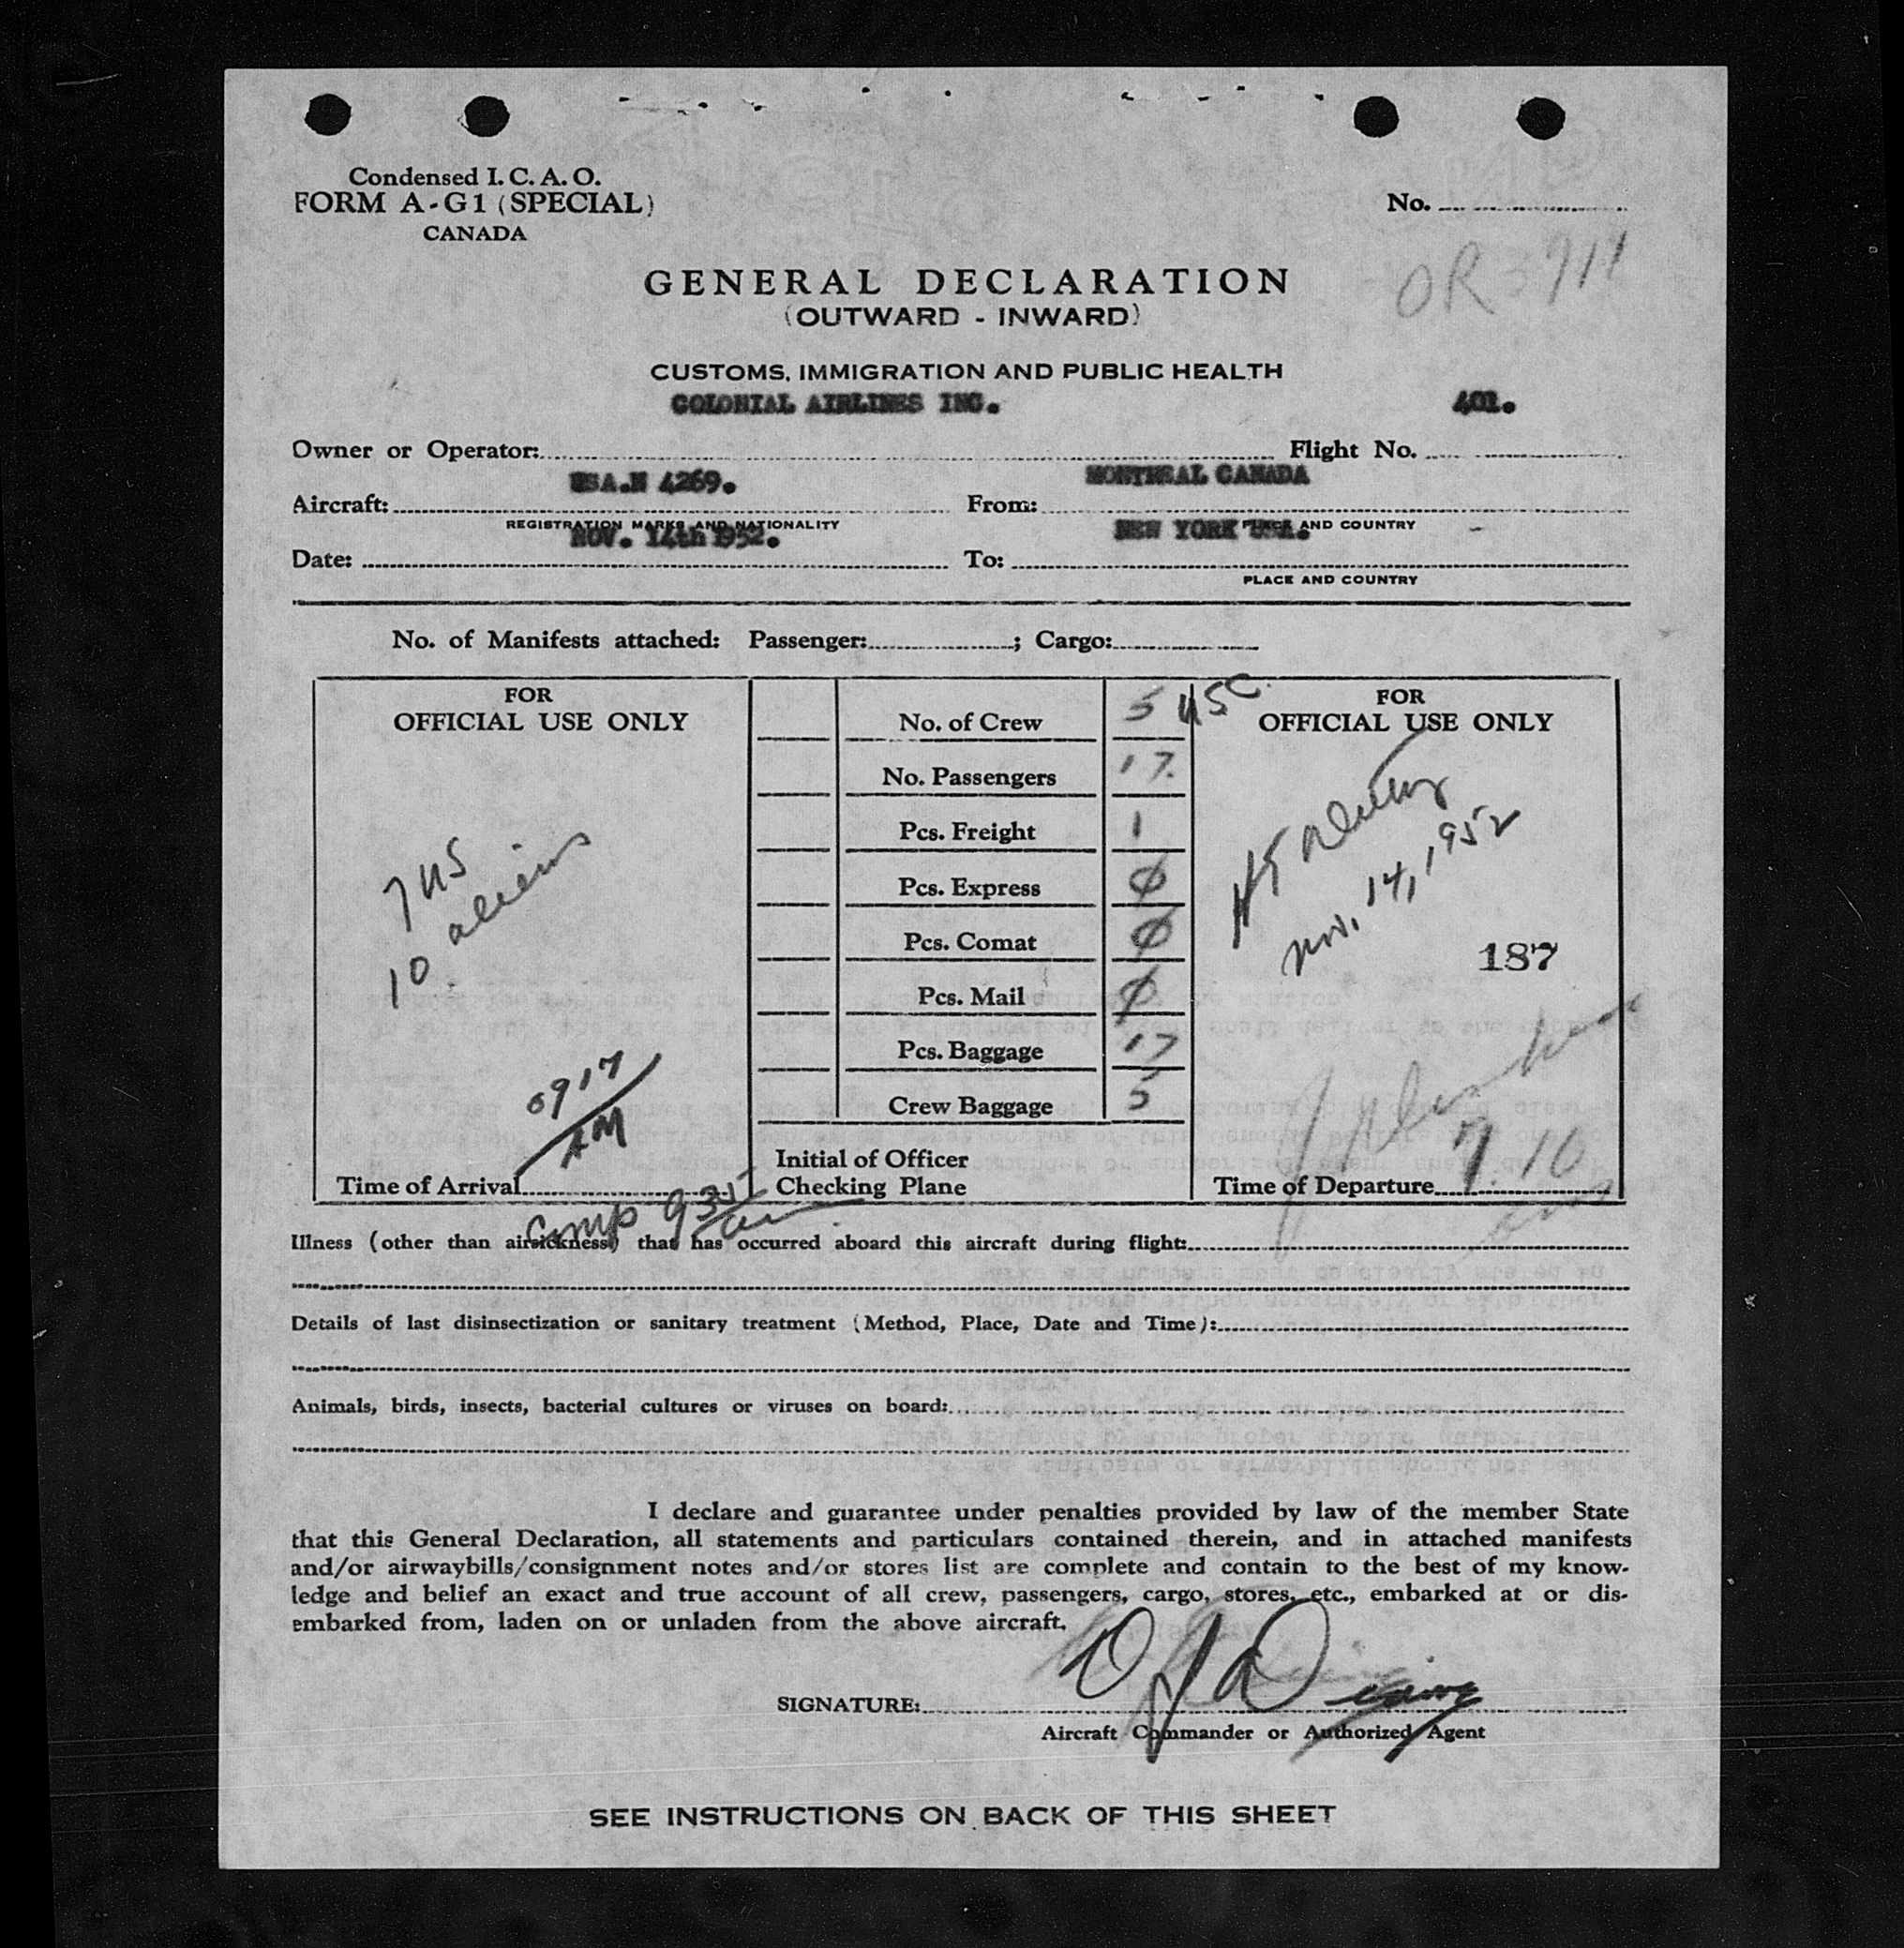 Condensed I. C. A. O.
FORM A-G1 (SPECIAL)
CANADA
No.
OR 3911
GENERAL DECLARATION
(OUTWARD - INWARD)
CUSTOMS, IMMIGRATION AND PUBLIC HEALTH
COLONIAL AIRLINES INC. 401.
Owner or Operator: Flight No.
USA.N 4269. MONTREAL CANADA
Aircraft: From:
REGISTRATION MARKS AND NATIONALITY PLACE AND COUNTRY
NOV. 14th 1952. NEW YORK USA.
Date: To:
PLACE AND COUNTRY
No. of Manifests attached: Passenger: ; Cargo:
FOR
OFFICIAL USE ONLY
7 US
10 aliens
0917
AM
Time of Arrival
Comp 935
No. of Crew 5 USC
No. Passengers 17.
Pcs. Freight 1
Pcs. Express Ø
Pcs. Comat Ø
Pcs. Mail Ø
Pcs. Baggage 17
Crew Baggage 5
Initial of Officer
Checking Plane
FOR
OFFICIAL USE ONLY
Nov. 14, 1952
187
7.10
Time of Departure
Illness (other than airsickness) that has occurred aboard this aircraft during flight:
Details of last disinsectization or sanitary treatment (Method, Place, Date and Time):
Animals, birds, insects, bacterial cultures or viruses on board:
I declare and guarantee under penalties provided by law of the member State
that this General Declaration, all statements and particulars contained therein, and in attached manifests
and/or airwaybills/consignment notes and/or stores list are complete and contain to the best of my know-
ledge and belief an exact and true account of all crew, passengers, cargo, stores, etc., embarked at or dis-
embarked from, laden on or unladen from the above aircraft.
SIGNATURE:
Aircraft Commander or Authorized Agent
SEE INSTRUCTIONS ON BACK OF THIS SHEET